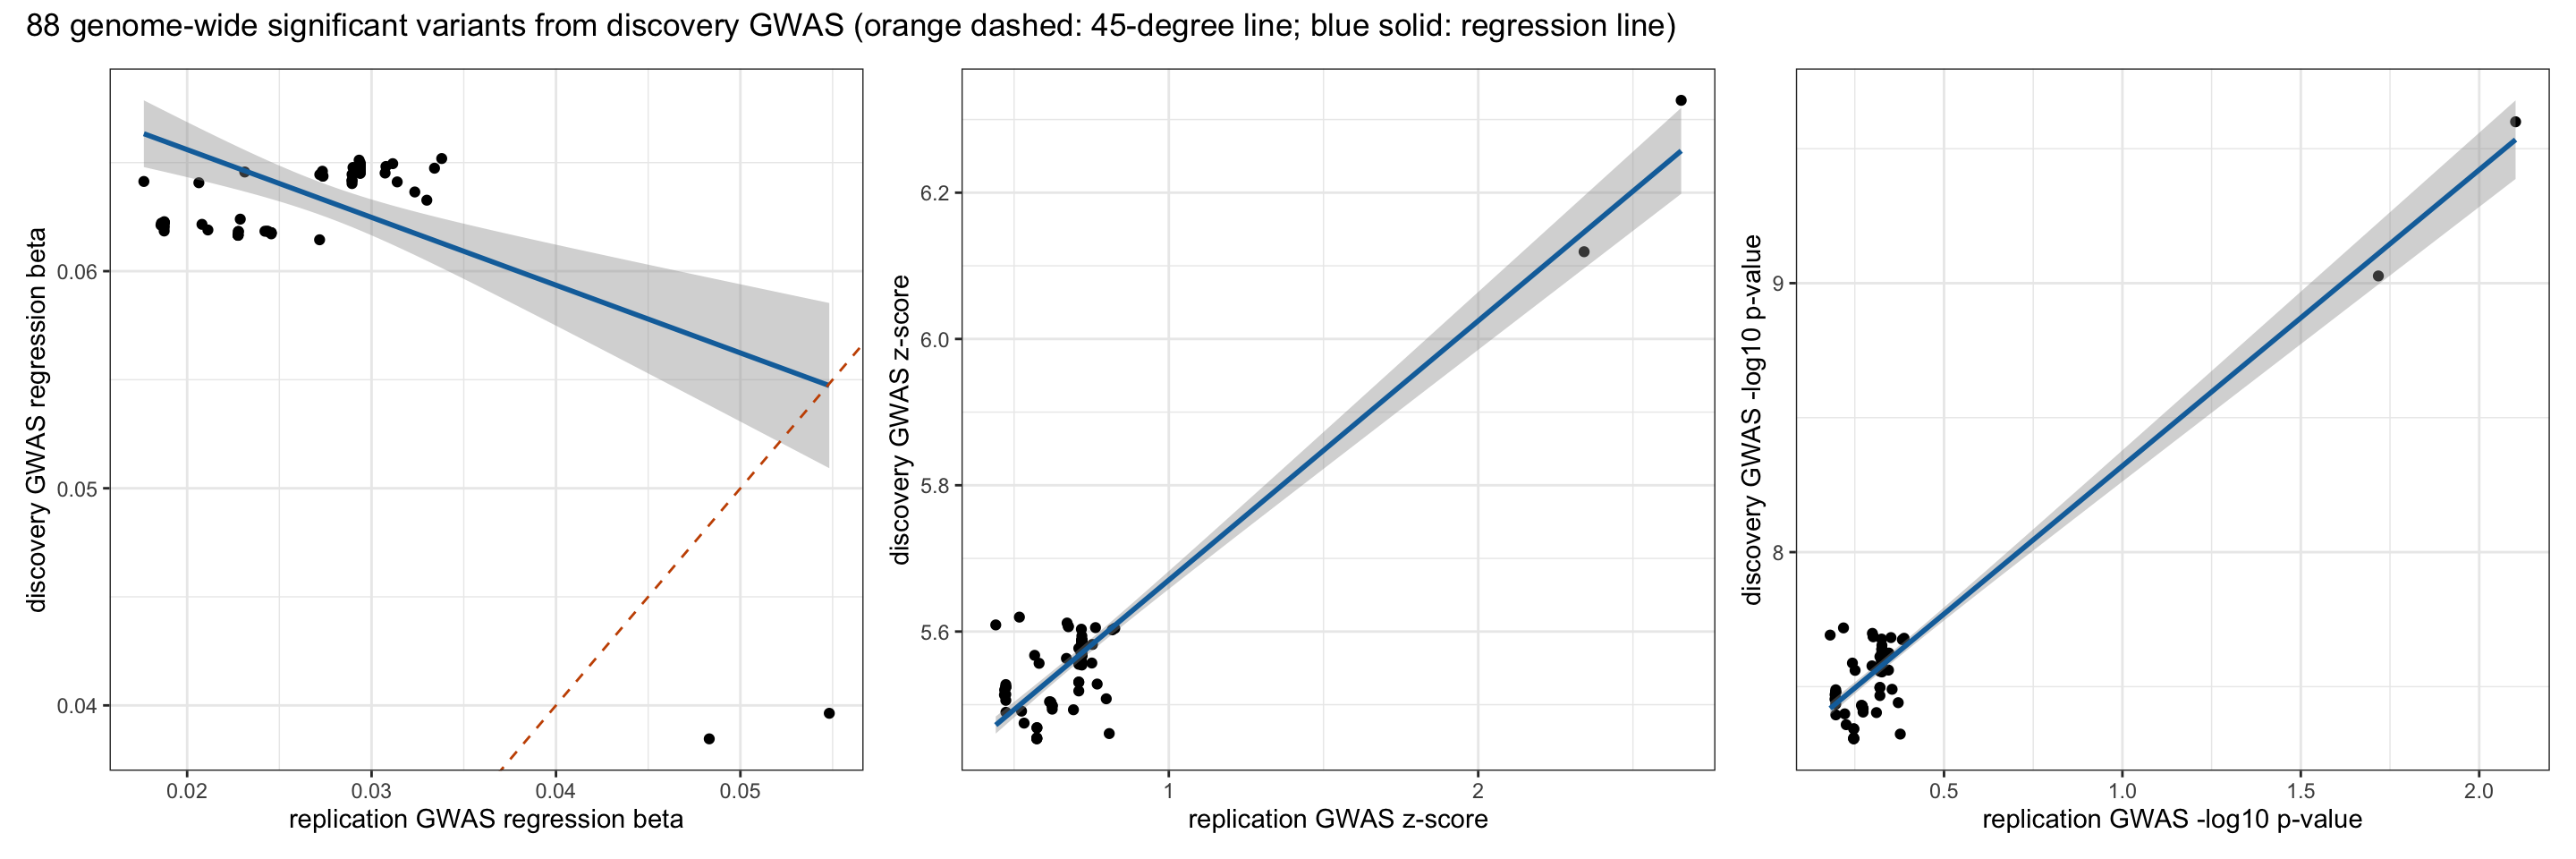 88 genome-wide significant variants from discovery GWAS (orange dashed: 45-degree line; blue solid: regression line)
discovery GWAS regression beta
0.06
0.05
0.04
0.02 0.03 0.04 0.05
replication GWAS regression beta
discovery GWAS z-score
6.2
6.0
5.8
5.6
1 2
replication GWAS z-score
discovery GWAS -log10 p-value
9
8
0.5 1.0 1.5 2.0
replication GWAS -log10 p-value